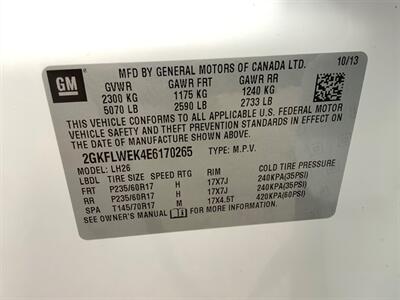 GM
MFD BY GENERAL MOTORS OF CANADA LTD. 10/13
GVWR GAWR FRT GAWR RR
2300 KG 1175 KG 1240 KG
5070 LB 2590 LB 2733 LB
THIS VEHICLE CONFORMS TO ALL APPLICABLE
U.S. FEDERAL MOTOR VEHICLE SAFETY,
BUMPER, AND THEFT PREVENTION
STANDARDS IN EFFECT ON
THE DATE OF MANUFACTURE SHOWN ABOVE.
2GKFLWEK4E6170265 TYPE: M.P.V.
MODEL: LH26
LBDL TIRE SIZE SPEED RTG RIM COLD TIRE PRESSURE
FRT P235/60R17 H 17X7J 240KPA(35PSI)
RR P235/60R17 H 17X7J 240KPA(35PSI)
SPA T145/70R17 M 17X4.5T 420KPA(60PSI)
SEE OWNER'S MANUAL FOR MORE INFORMATION.